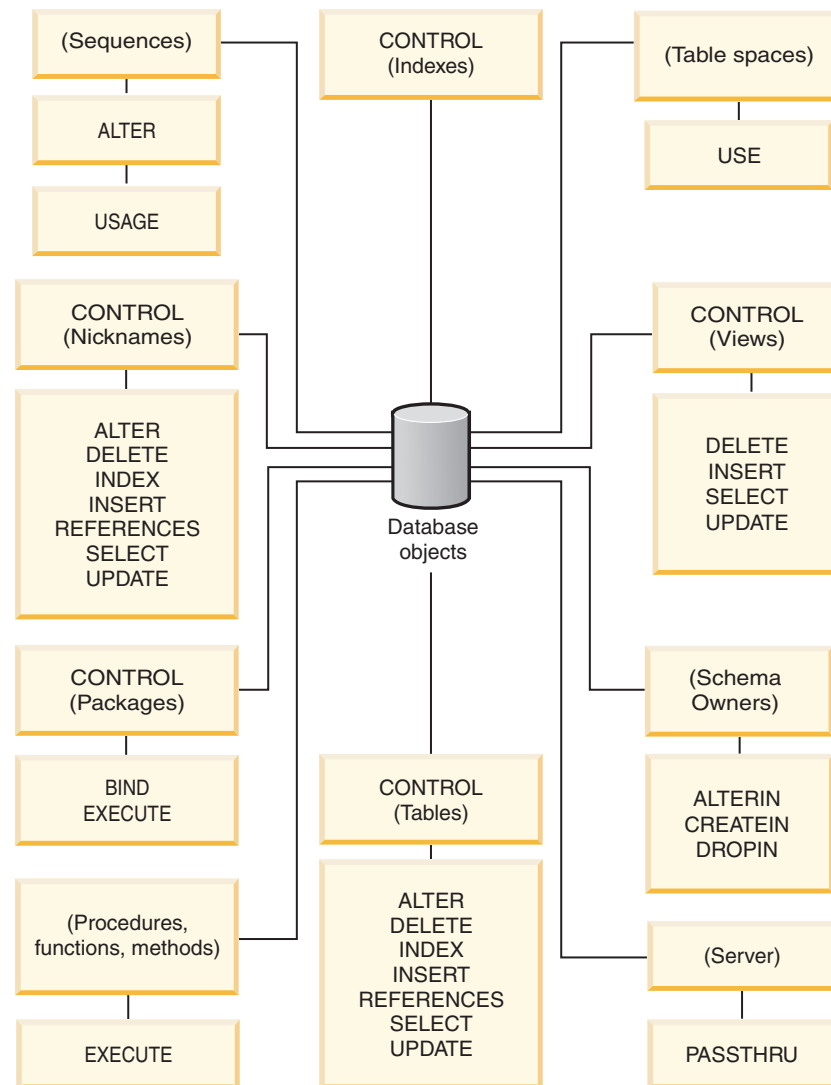 (Sequences)
ALTER
USAGE
CONTROL
(Indexes)
(Table spaces)
USE
CONTROL
(Nicknames)
ALTER
DELETE
INDEX
INSERT
REFERENCES
SELECT
UPDATE
Database
objects
CONTROL
(Views)
DELETE
INSERT
SELECT
UPDATE
CONTROL
(Packages)
BIND
EXECUTE
CONTROL
(Tables)
ALTER
DELETE
INDEX
INSERT
REFERENCES
SELECT
UPDATE
(Schema
Owners)
ALTERIN
CREATEIN
DROPIN
(Procedures,
functions, methods)
EXECUTE
(Server)
PASSTHRU